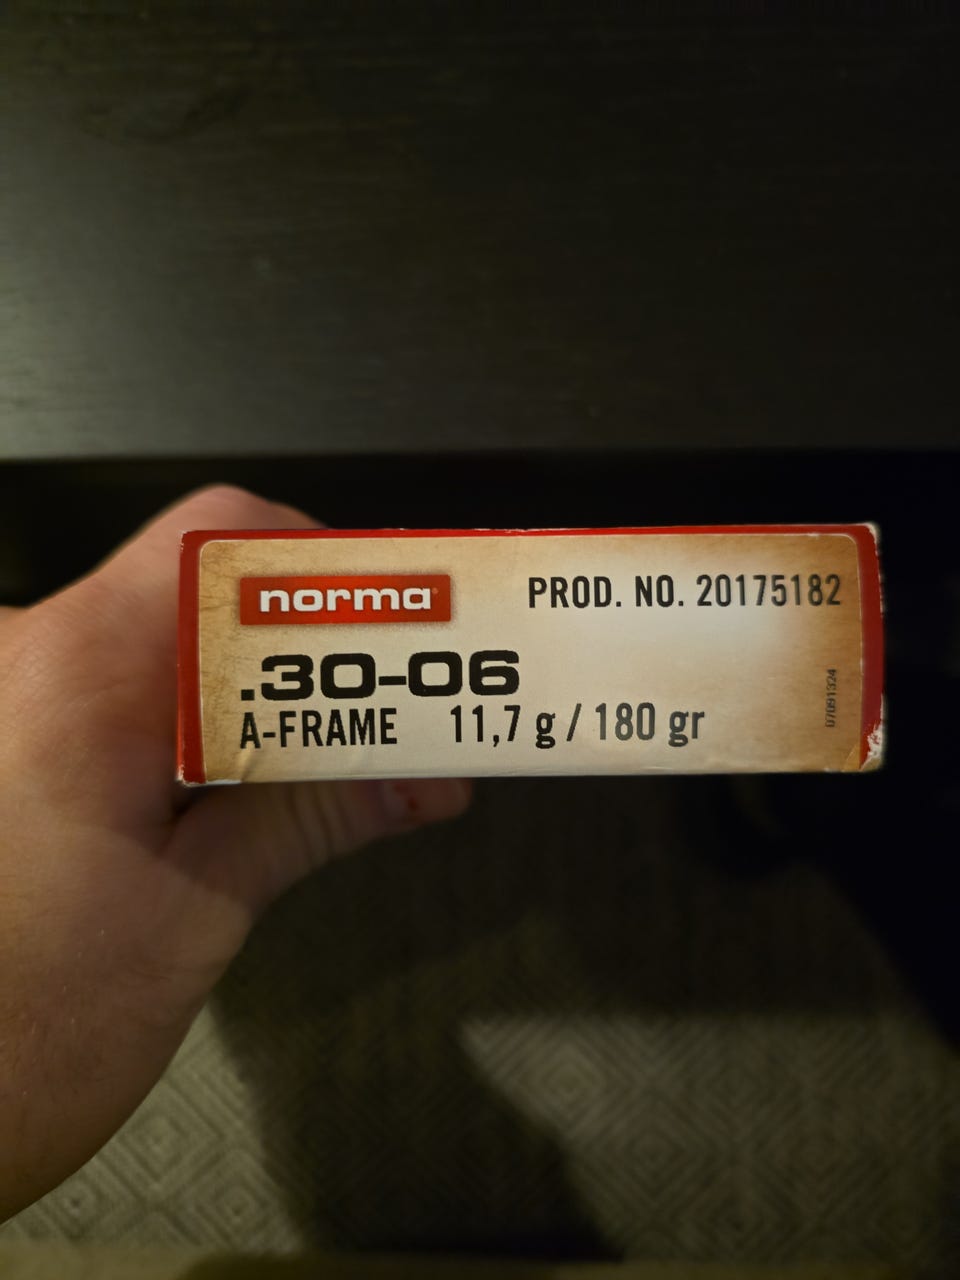 norma
PROD. NO. 20175182
.30-06
A-FRAME 11,7 g / 180 gr
07091324